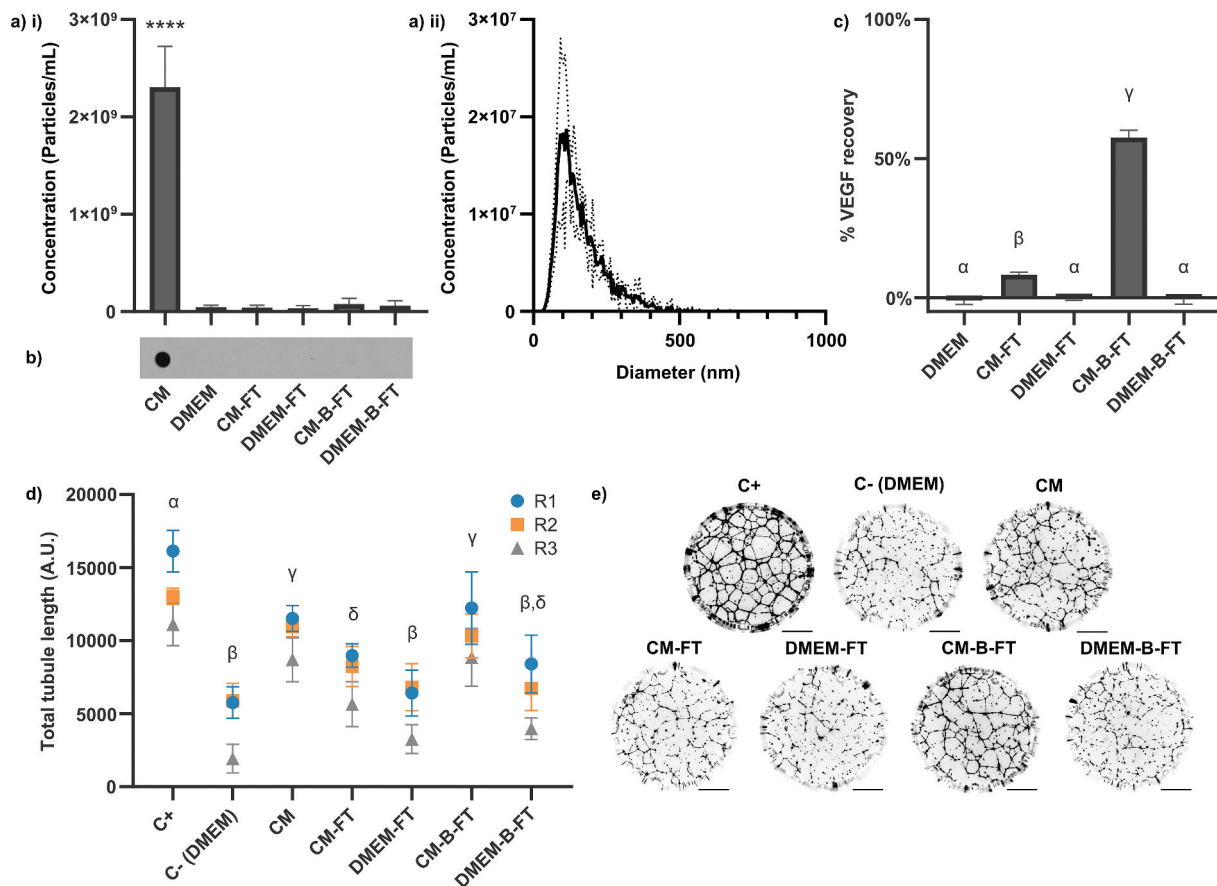 a) i)
Concentration (Particles/mL)
3×10⁹
2×10⁹
1×10⁹
0
****
b)
CM
DMEM
CM-FT
DMEM-FT
CM-B-FT
DMEM-B-FT
a) ii)
Concentration (Particles/mL)
3×10⁷
2×10⁷
1×10⁷
0
0
500
1000
Diameter (nm)
c)
% VEGF recovery
100%
50%
0%
α
β
α
γ
α
DMEM
CM-FT
DMEM-FT
CM-B-FT
DMEM-B-FT
d)
Total tubule length (A.U.)
20000
15000
10000
5000
0
α
β
γ
δ
β
γ
β,δ
R1
R2
R3
C+
C- (DMEM)
CM
CM-FT
DMEM-FT
CM-B-FT
DMEM-B-FT
e)
C+
C- (DMEM)
CM
CM-FT
DMEM-FT
CM-B-FT
DMEM-B-FT